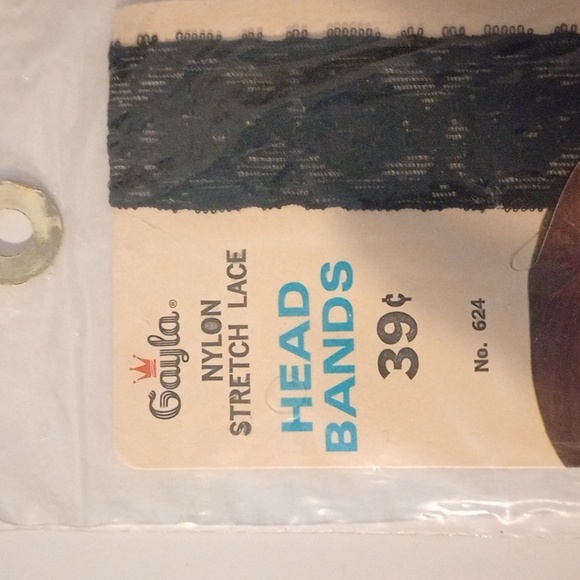 Gayla®
NYLON
STRETCH LACE
HEAD
BANDS
39¢
No. 624